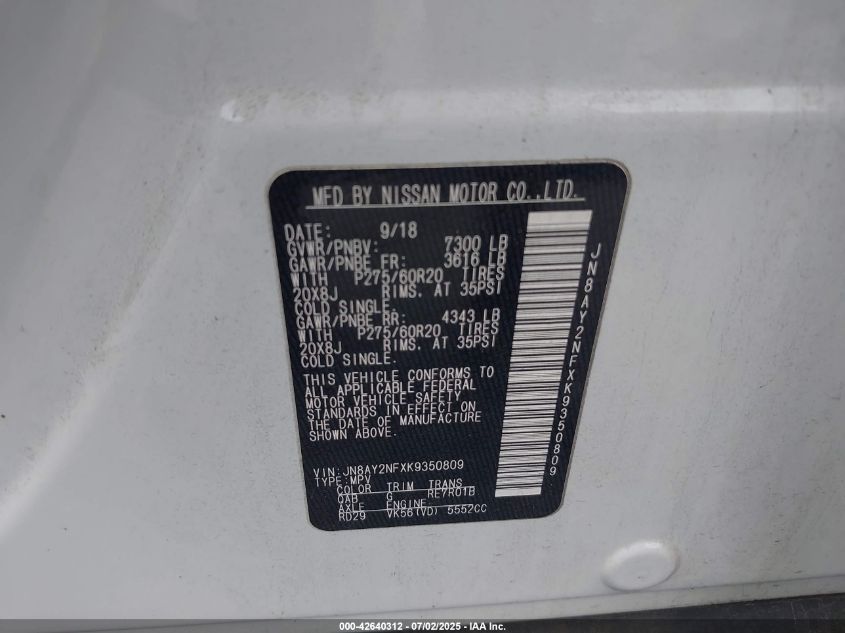 MFD BY NISSAN MOTOR CO.,LTD.
DATE: 9/18
GVWR/PNBV: 7300 LB
GAWR/PNBE FR: 3616 LB
WITH P275/60R20 TIRES
20X8J RIMS. AT 35PSI
COLD SINGLE
GAWR/PNBE RR: 4343 LB
WITH P275/60R20 TIRES
20X8J RIMS. AT 35PSI
COLD SINGLE.
THIS VEHICLE CONFORMS TO
ALL APPLICABLE FEDERAL
MOTOR VEHICLE SAFETY
STANDARDS IN EFFECT ON
THE DATE OF MANUFACTURE
SHOWN ABOVE.
VIN:JN8AY2NFXK9350809
TYPE:MPV
COLOR TRIM TRANS
QAB G RE7R01B
AXLE ENGINE
RD29 VK56(VD) 5552CC
JN8AY2NFXK9350809
000-42640312 - 07/02/2025 - IAA Inc.